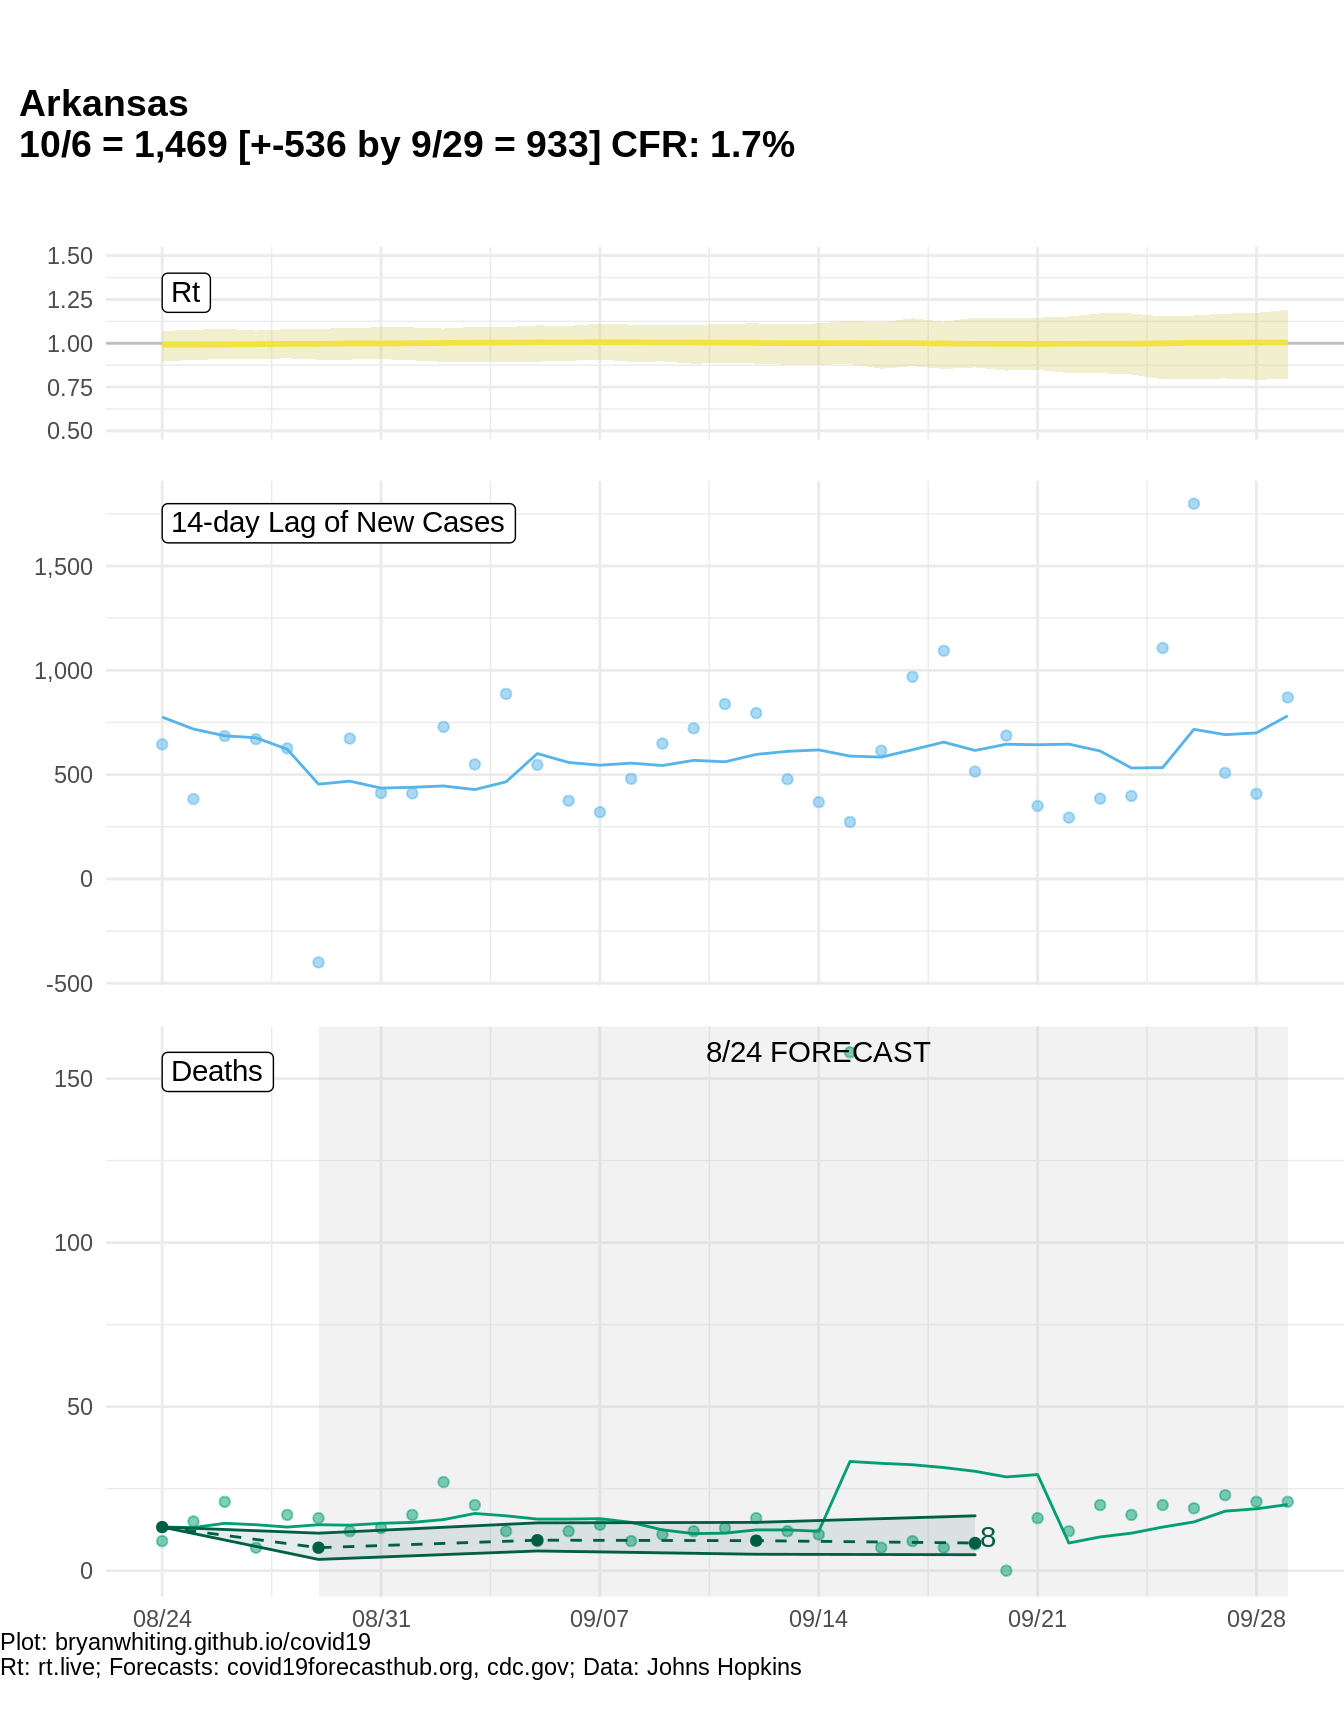 Arkansas
10/6 = 1,469 [+-536 by 9/29 = 933] CFR: 1.7%
1.50
Rt
1.25
1.00
0.75
0.50
14-day Lag of New Cases
1,500
1,000
500
0
-500
8/24 FORECAST
Deaths
150
100
50
8
0
08/24 08/31 09/07 09/14 09/21 09/28
Plot: bryanwhiting.github.io/covid19
Rt: rt.live; Forecasts: covid19forecasthub.org, cdc.gov; Data: Johns Hopkins